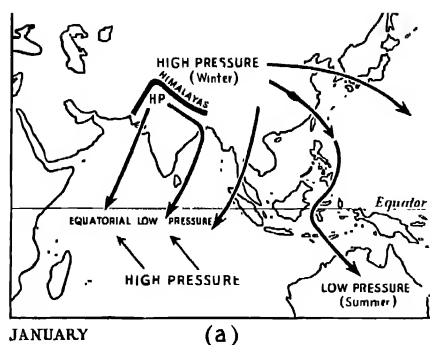 HIGH PRESSURE
(Winter)
HIMALAYAS
HP
Equator
EQUATORIAL LOW PRESSURE
HIGH PRESSURE
LOW PRESSURE
(Summer)
JANUARY (a)